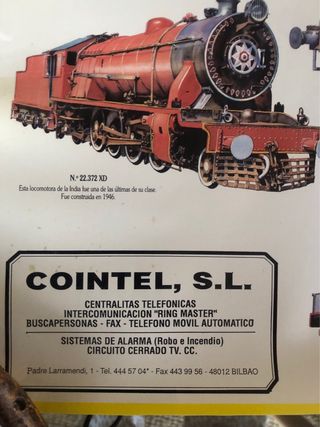 N.º 22.372 XD
Esta locomotora de la India fue una de las últimas de su clase.
Fue construida en 1946.
COINTEL, S.L.
CENTRALITAS TELEFONICAS
INTERCOMUNICACION "RING MASTER"
BUSCAPERSONAS - FAX - TELEFONO MOVIL AUTOMATICO
SISTEMAS DE ALARMA (Robo e Incendio)
CIRCUITO CERRADO TV. CC.
Padre Larramendi, 1 - Tel. 444 57 04* - Fax 443 99 56 - 48012 BILBAO